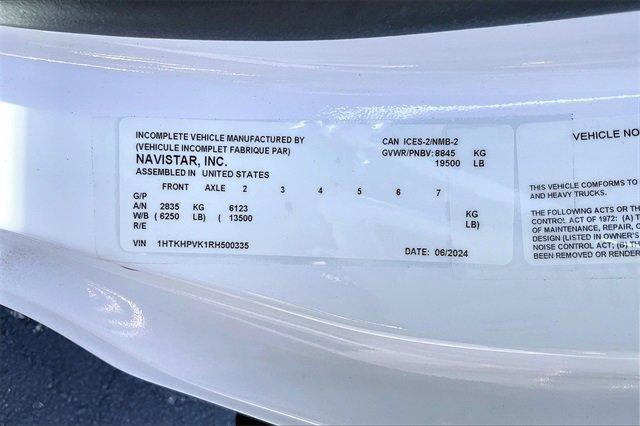 INCOMPLETE VEHICLE MANUFACTURED BY
(VEHICULE INCOMPLET FABRIQUE PAR)
NAVISTAR, INC.
ASSEMBLED IN UNITED STATES
CAN ICES-2/NMB-2
GVWR/PNBV: 8845 KG
19500 LB
FRONT AXLE 2 3 4 5 6 7
G/P
A/N 2835 KG 6123 KG
W/B ( 6250 LB) ( 13500 LB)
R/E
VIN 1HTKHPVK1RH500335
DATE 06/2024
VEHICLE NO
THIS VEHICLE CONFORMS TO
AND HEAVY TRUCKS.
THE FOLLOWING ACTS OR TH
CONTROL ACT OF 1972: (A)
OF MAINTENANCE, REPAIR,
DESIGN (LISTED IN OWNER'S
NOISE CONTROL ACT;
BEEN REMOVED OR RENDER